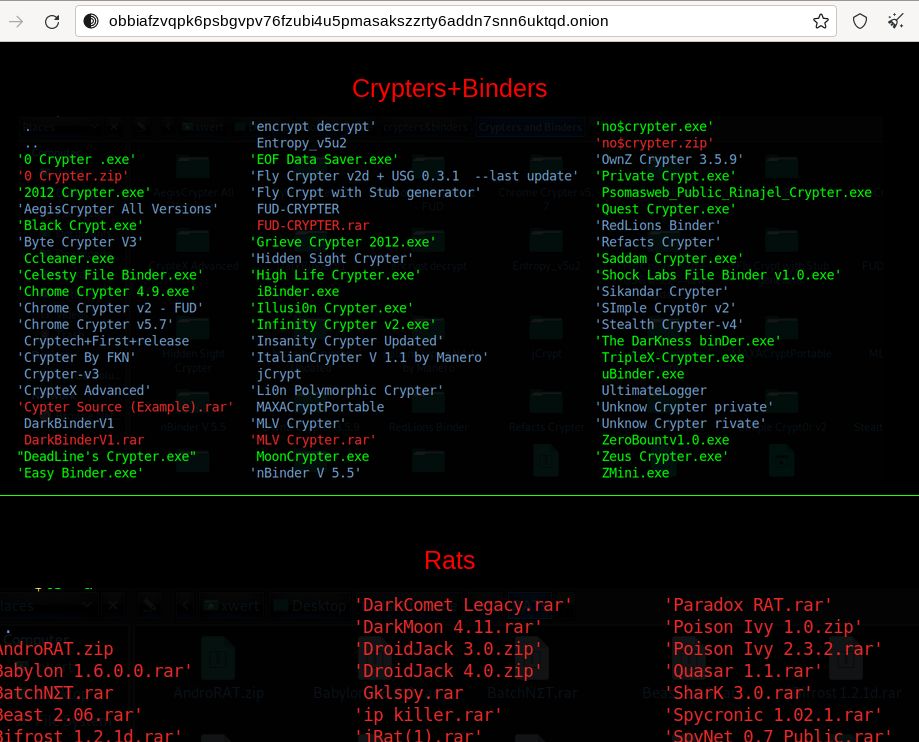 obbiafzvqpk6psbgvpv76fzubi4u5pmasakszzrty6addn7snn6uktqd.onion
Crypters+Binders
.
..
'0 Crypter .exe'
'0 Crypter.zip'
'2012 Crypter.exe'
'AegisCrypter All Versions'
'Black Crypt.exe'
'Byte Crypter V3'
Ccleaner.exe
'Celesty File Binder.exe'
'Chrome Crypter 4.9.exe'
'Chrome Crypter v2 - FUD'
'Chrome Crypter v5.7'
Cryptech+First+release
'Crypter By FKN'
Crypter-v3
'CrypteX Advanced'
'Cypter Source (Example).rar'
DarkBinderV1
DarkBinderV1.rar
"DeadLine's Crypter.exe"
'Easy Binder.exe'
'encrypt decrypt'
Entropy_v5u2
'EOF Data Saver.exe'
'Fly Crypter v2d + USG 0.3.1  --last update'
'Fly Crypt with Stub generator'
FUD-CRYPTER
FUD-CRYPTER.rar
'Grieve Crypter 2012.exe'
'Hidden Sight Crypter'
'High Life Crypter.exe'
iBinder.exe
'Illusi0n Crypter.exe'
'Infinity Crypter v2.exe'
'Insanity Crypter Updated'
'ItalianCrypter V 1.1 by Manero'
jCrypt
'Li0n Polymorphic Crypter'
MAXACryptPortable
'MLV Crypter'
'MLV Crypter.rar'
MoonCrypter.exe
'nBinder V 5.5'
'no$crypter.exe'
'no$crypter.zip'
'OwnZ Crypter 3.5.9'
'Private Crypt.exe'
Psomasweb_Public_Rinajel_Crypter.exe
'Quest Crypter.exe'
'RedLions Binder'
'Refacts Crypter'
'Saddam Crypter.exe'
'Shock Labs File Binder v1.0.exe'
'Sikandar Crypter'
'SImple Crypt0r v2'
'Stealth Crypter-v4'
'The DarKness binDer.exe'
TripleX-Crypter.exe
uBinder.exe
UltimateLogger
'Unknow Crypter private'
'Unknow Crypter rivate'
ZeroBountv1.0.exe
'Zeus Crypter.exe'
ZMini.exe
Rats
.
AndroRAT.zip
Babylon 1.6.0.0.rar'
BatchNΣT.rar
Beast 2.06.rar'
Bifrost 1.2.1d.rar'
'DarkComet Legacy.rar'
'DarkMoon 4.11.rar'
'DroidJack 3.0.zip'
'DroidJack 4.0.zip'
Gklspy.rar
'ip killer.rar'
'jRat(1).rar'
'Paradox RAT.rar'
'Poison Ivy 1.0.zip'
'Poison Ivy 2.3.2.rar'
'Quasar 1.1.rar'
'SharK 3.0.rar'
'Spycronic 1.02.1.rar'
'SpyNet 0.7 Public.rar'